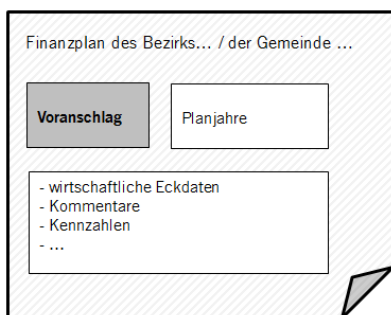 Finanzplan des Bezirks... / der Gemeinde ...
Voranschlag
Planjahre
- wirtschaftliche Eckdaten
- Kommentare
- Kennzahlen
- ...